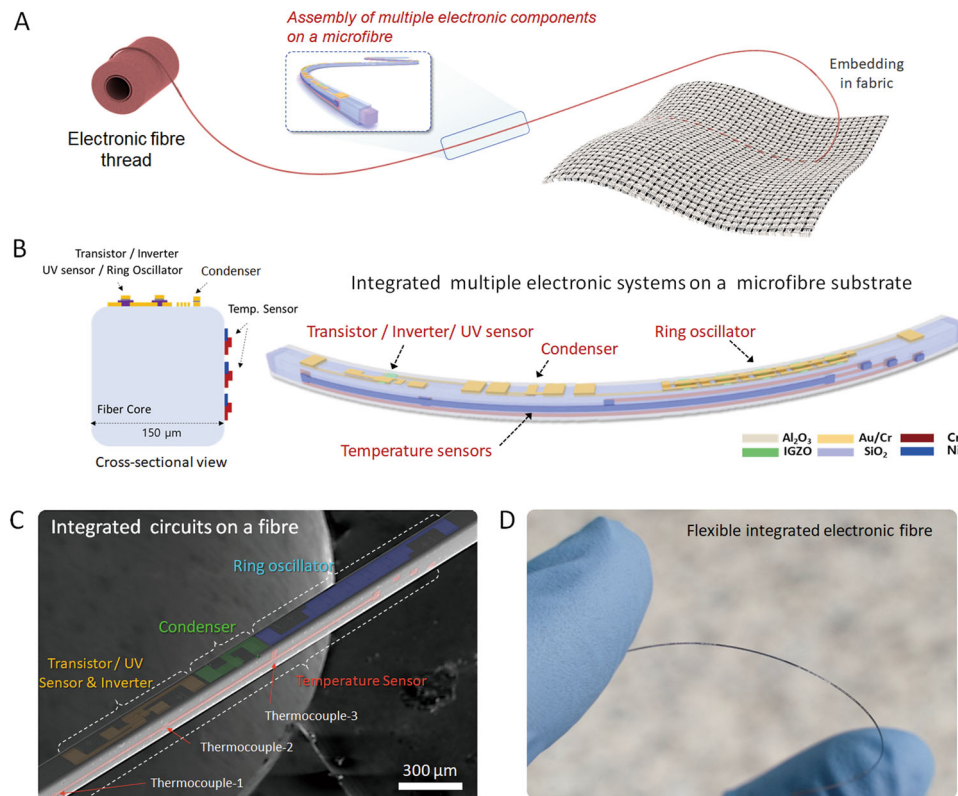 A
Assembly of multiple electronic components
on a microfibre
Electronic fibre
thread
Embedding
in fabric
B
Transistor / Inverter
UV sensor / Ring Oscillator
Condenser
Temp. Sensor
Fiber Core
150 µm
Cross-sectional view
Integrated multiple electronic systems on a microfibre substrate
Transistor / Inverter/ UV sensor
Condenser
Ring oscillator
Temperature sensors
Al₂O₃
Au/Cr
Cr
IGZO
SiO₂
Ni
C
Integrated circuits on a fibre
Ring oscillator
Condenser
Transistor / UV
Sensor & Inverter
Temperature Sensor
Thermocouple-3
Thermocouple-2
Thermocouple-1
300 µm
D
Flexible integrated electronic fibre